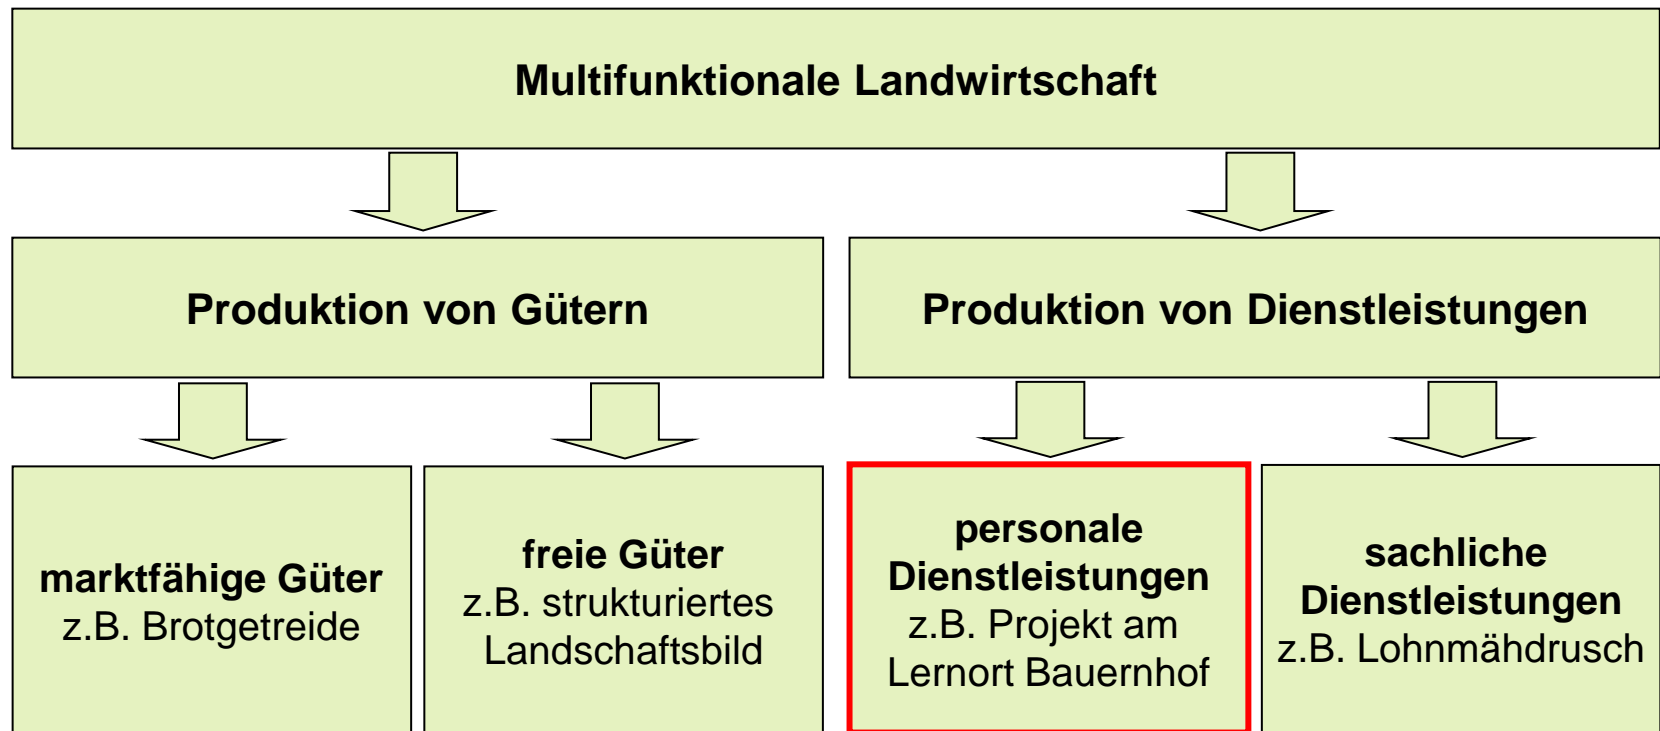 Multifunktionale Landwirtschaft
Produktion von Gütern
Produktion von Dienstleistungen
marktfähige Güter
z.B. Brotgetreide
freie Güter
z.B. strukturiertes
Landschaftsbild
personale
Dienstleistungen
z.B. Projekt am
Lernort Bauernhof
sachliche
Dienstleistungen
z.B. Lohnmähdrusch